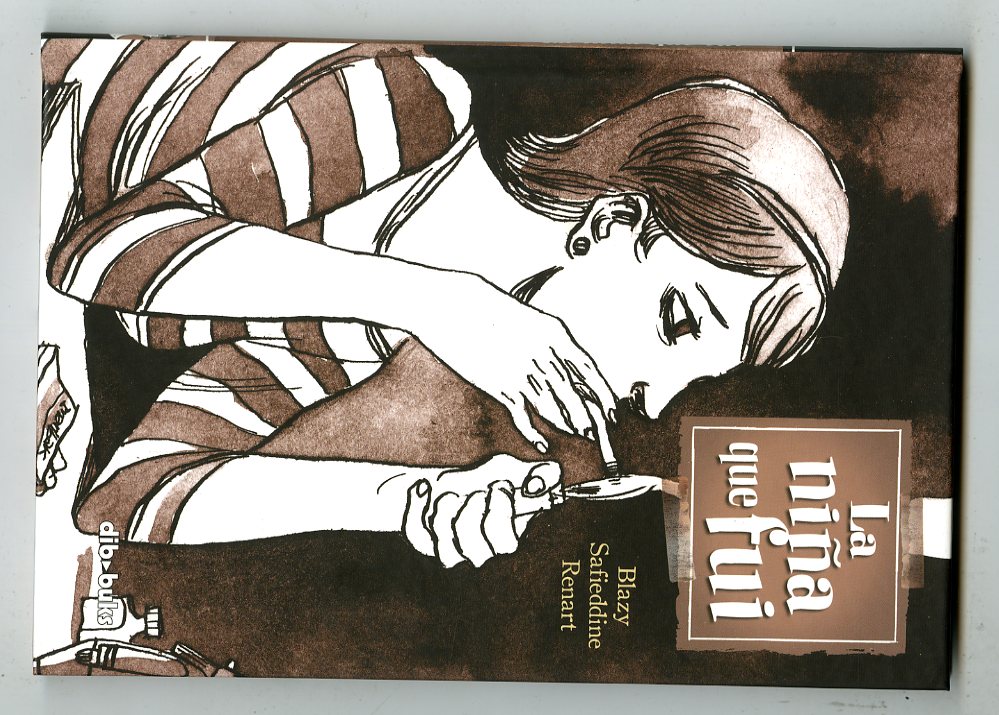 La
niña
que fui
Blazy
Safieddine
Renart
dib▸buks